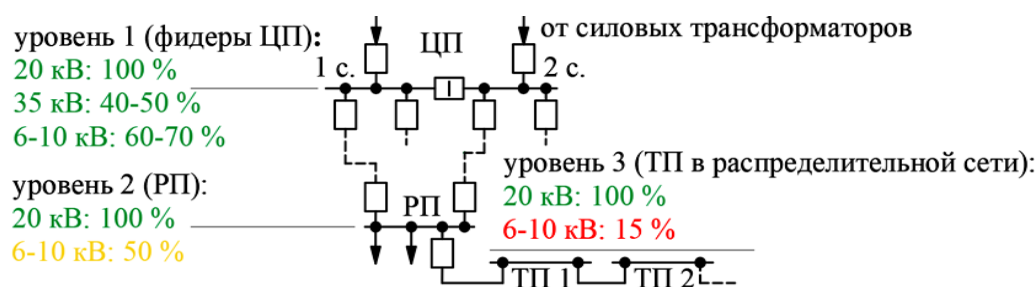 уровень 1 (фидеры ЦП):
20 кВ: 100 %
35 кВ: 40-50 %
6-10 кВ: 60-70 %
ЦП
от силовых трансформаторов
1 с.
2 с.
уровень 2 (РП):
20 кВ: 100 %
6-10 кВ: 50 %
РП
уровень 3 (ТП в распределительной сети):
20 кВ: 100 %
6-10 кВ: 15 %
ТП 1
ТП 2